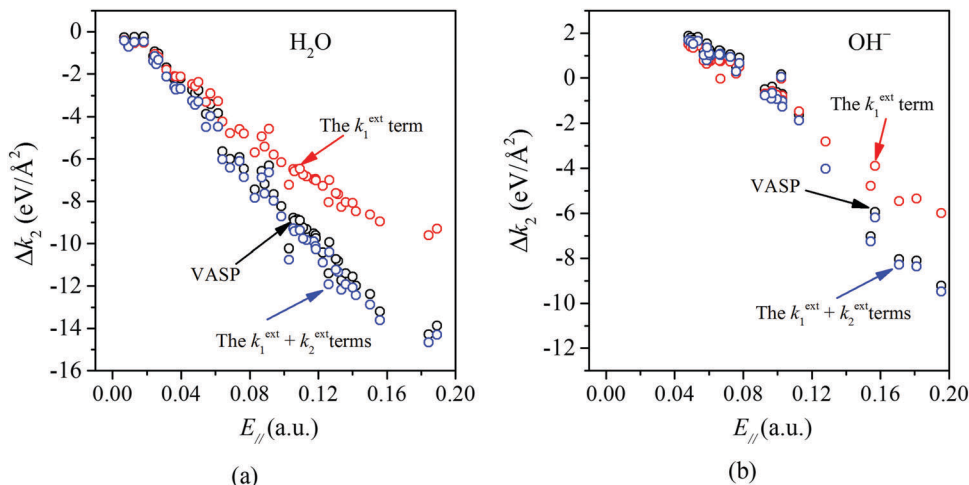 H₂O
Δk₂ (eV/Å²)
0
-2
-4
-6
-8
-10
-12
-14
-16
The k₁ᵉˣᵗ term
VASP
The k₁ᵉˣᵗ + k₂ᵉˣᵗterms
0.00 0.04 0.08 0.12 0.16 0.20
E// (a.u.)
(a)
OH⁻
Δk₂ (eV/Å²)
2
0
-2
-4
-6
-8
-10
-12
The k₁ᵉˣᵗ term
VASP
The k₁ᵉˣᵗ + k₂ᵉˣᵗ terms
0.00 0.04 0.08 0.12 0.16 0.20
E// (a.u.)
(b)